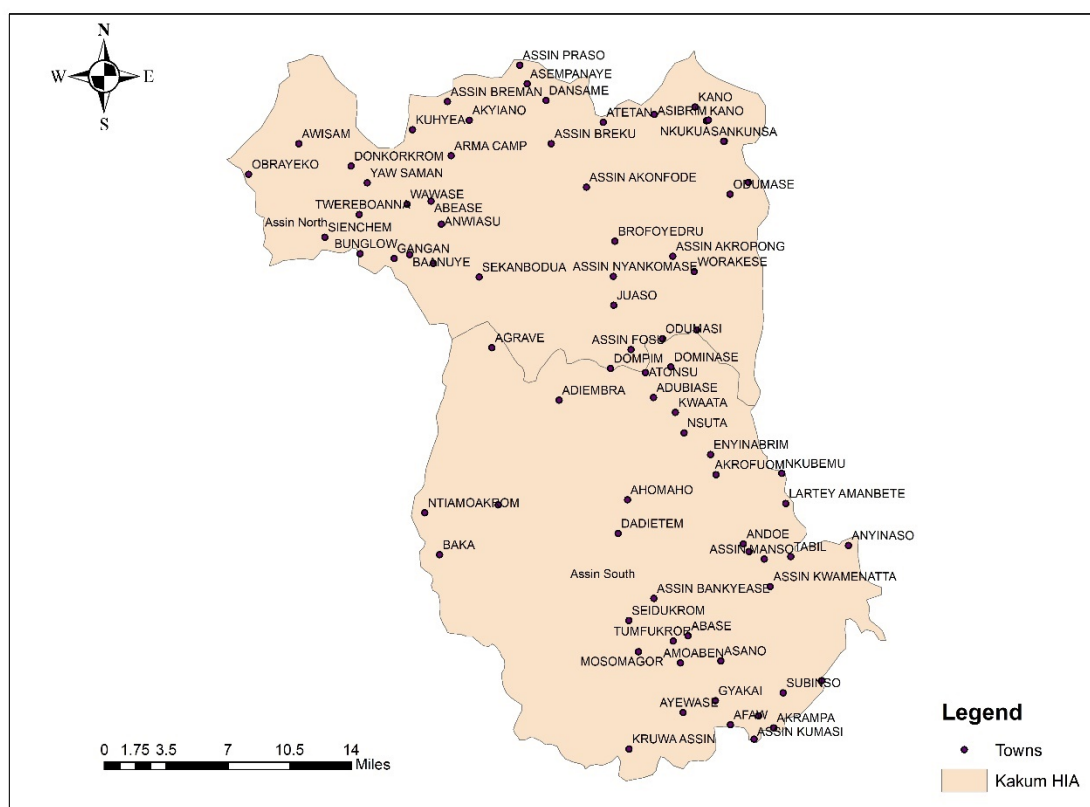 N
W E
S
ASSIN PRASO
ASEMPANAYE
ASSIN BREMAN DANSAME
KANO
AKYIANO
ATETAN ASIBRIM KANO
KUHYEA
NKUKUASANKUNSA
AWISAM
ASSIN BREKU
DONKORKROM ARMA CAMP
OBRAYEKO
YAW SAMAN
ASSIN AKONFODE
ODUMASE
WAWASE
TWEREBOANNA ABEASE
Assin North ANWIASU
SIENCHEM
BROFOYEDRU
BUNGLOW GANGAN
ASSIN AKROPONG
BAANUYE
SEKANBODUA ASSIN NYANKOMASE WORAKESE
JUASO
ODUMASI
AGRAVE ASSIN FOSU
DOMPIM DOMINASE
ATONSU
ADIEMBRA ADUBIASE
KWAATA
NSUTA
ENYINABRIM
AKROFUOM NKUBEMU
AHOMAHO LARTEY AMANBETE
NTIAMOAKROM
DADIETEM
ANDOE
ANYINASO
BAKA ASSIN MANSO TABIL
Assin South
ASSIN KWAMENATTA
ASSIN BANKYEASE
SEIDUKROM
TUMFUKROP ABASE
MOSOMAGOR AMOABEN ASANO
SUBINSO
GYAKAI
AYEWASE
AFAW AKRAMPA
KRUWA ASSIN ASSIN KUMASI
Legend
Towns
Kakum HIA
0 1.75 3.5 7 10.5 14
Miles